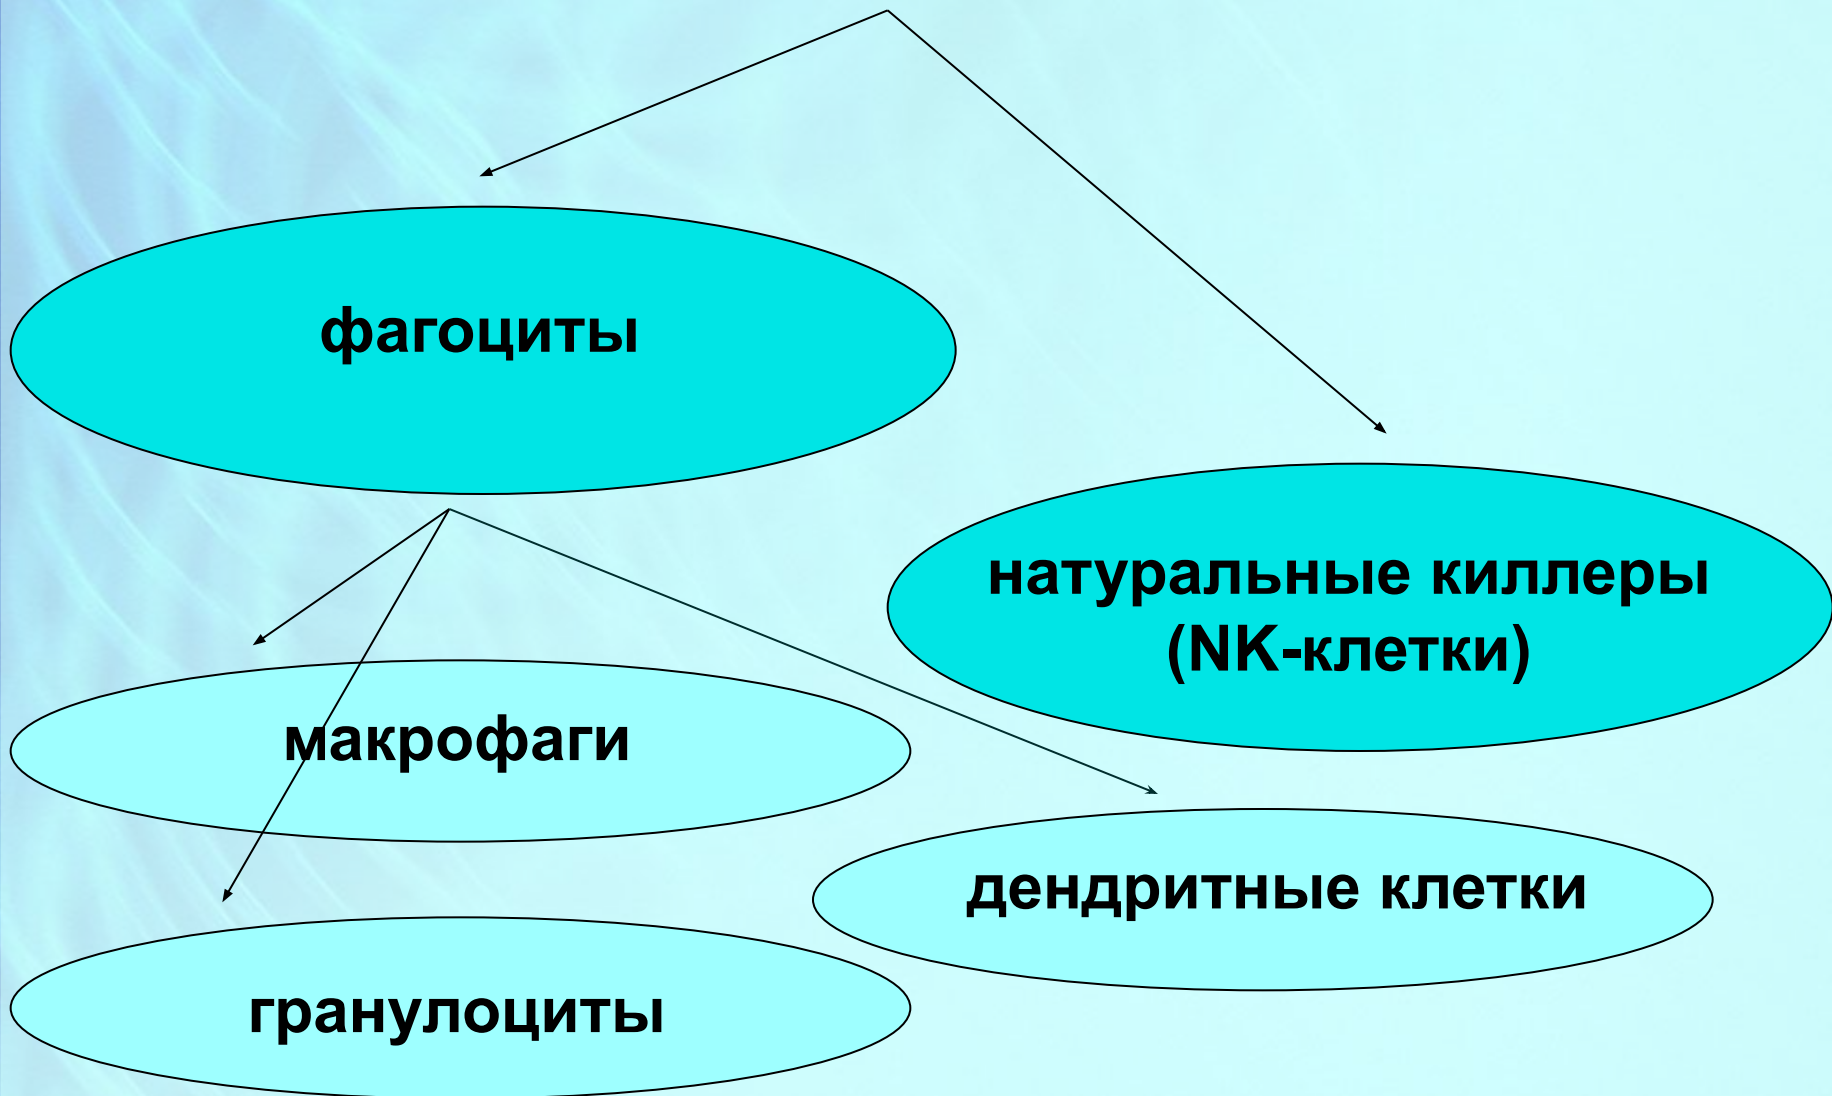 фагоциты
натуральные киллеры
(NK-клетки)
макрофаги
дендритные клетки
гранулоциты